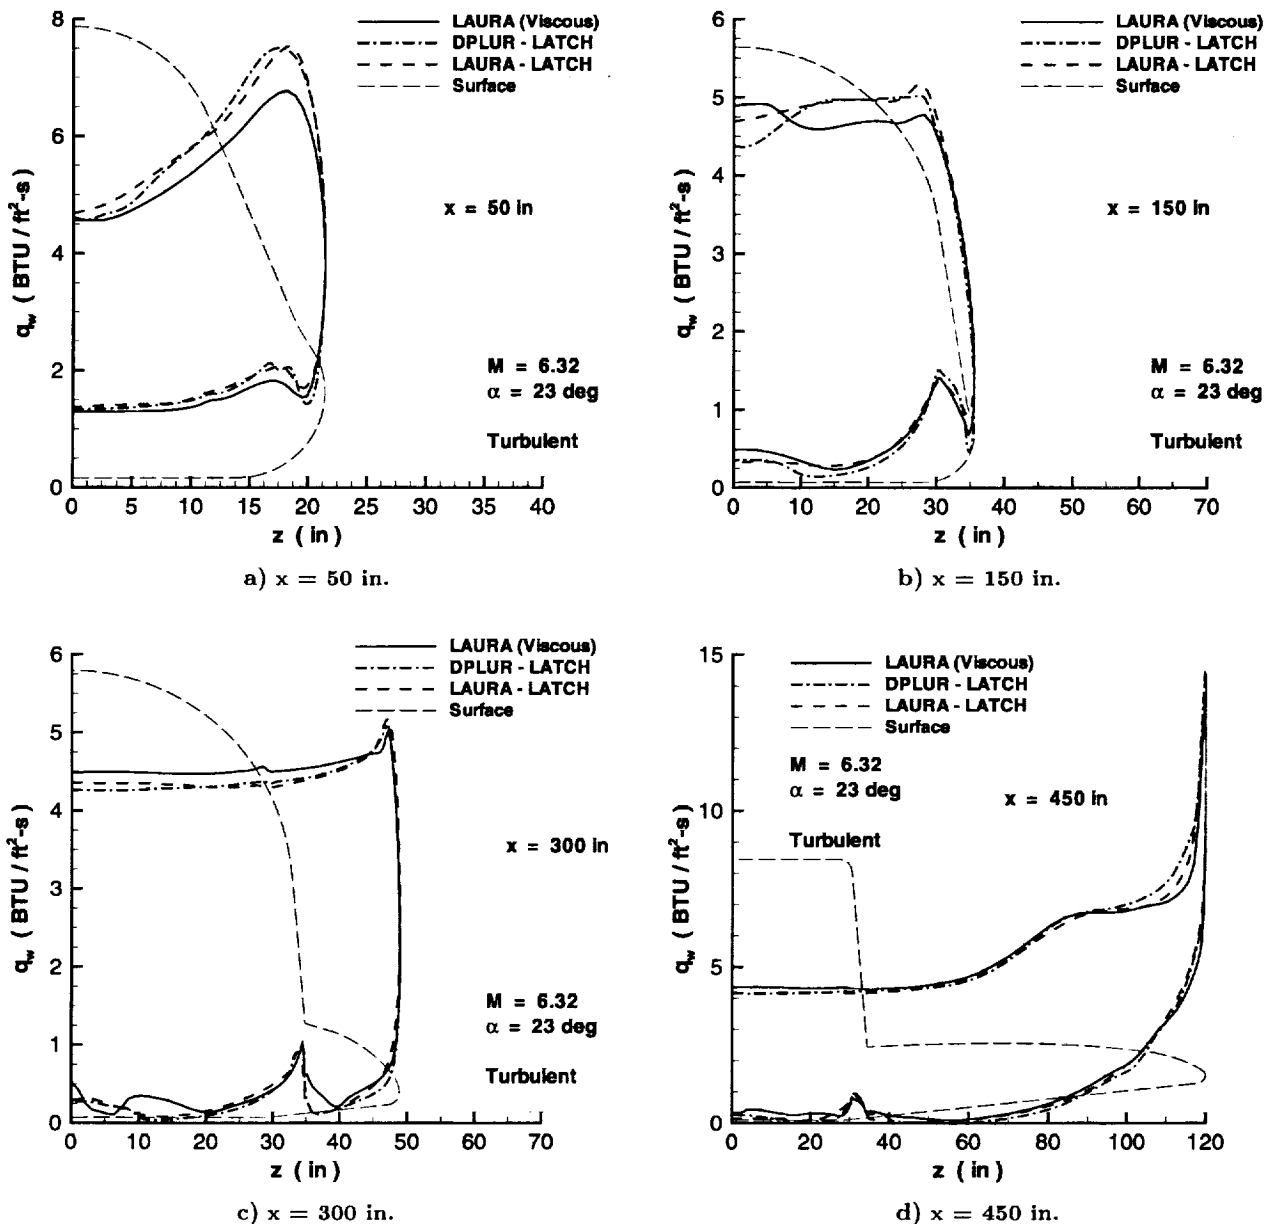 LAURA (Viscous)
DPLUR - LATCH
LAURA - LATCH
Surface
8
6
4
2
0
q_w ( BTU / ft²-s )
x = 50 in
M = 6.32
α = 23 deg
Turbulent
0 5 10 15 20 25 30 35 40
z ( in )
a) x = 50 in.
LAURA (Viscous)
DPLUR - LATCH
LAURA - LATCH
Surface
6
5
4
3
2
1
0
q_w ( BTU / ft²-s )
x = 150 in
M = 6.32
α = 23 deg
Turbulent
0 10 20 30 40 50 60 70
z ( in )
b) x = 150 in.
LAURA (Viscous)
DPLUR - LATCH
LAURA - LATCH
Surface
6
5
4
3
2
1
0
q_w ( BTU / ft²-s )
x = 300 in
M = 6.32
α = 23 deg
Turbulent
0 10 20 30 40 50 60 70
z ( in )
c) x = 300 in.
LAURA (Viscous)
DPLUR - LATCH
LAURA - LATCH
Surface
15
10
5
0
q_w ( BTU / ft²-s )
M = 6.32
α = 23 deg
x = 450 in
Turbulent
0 20 40 60 80 100 120
z ( in )
d) x = 450 in.